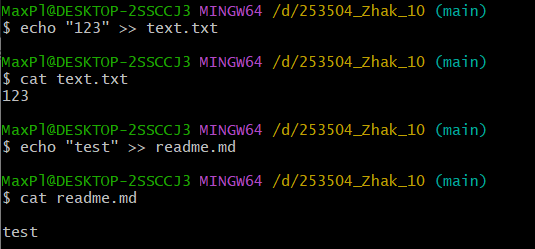 MaxPl@DESKTOP-2SSCCJ3 MINGW64 /d/253504_Zhak_10 (main)
$ echo "123" >> text.txt
MaxPl@DESKTOP-2SSCCJ3 MINGW64 /d/253504_Zhak_10 (main)
$ cat text.txt
123
MaxPl@DESKTOP-2SSCCJ3 MINGW64 /d/253504_Zhak_10 (main)
$ echo "test" >> readme.md
MaxPl@DESKTOP-2SSCCJ3 MINGW64 /d/253504_Zhak_10 (main)
$ cat readme.md
test